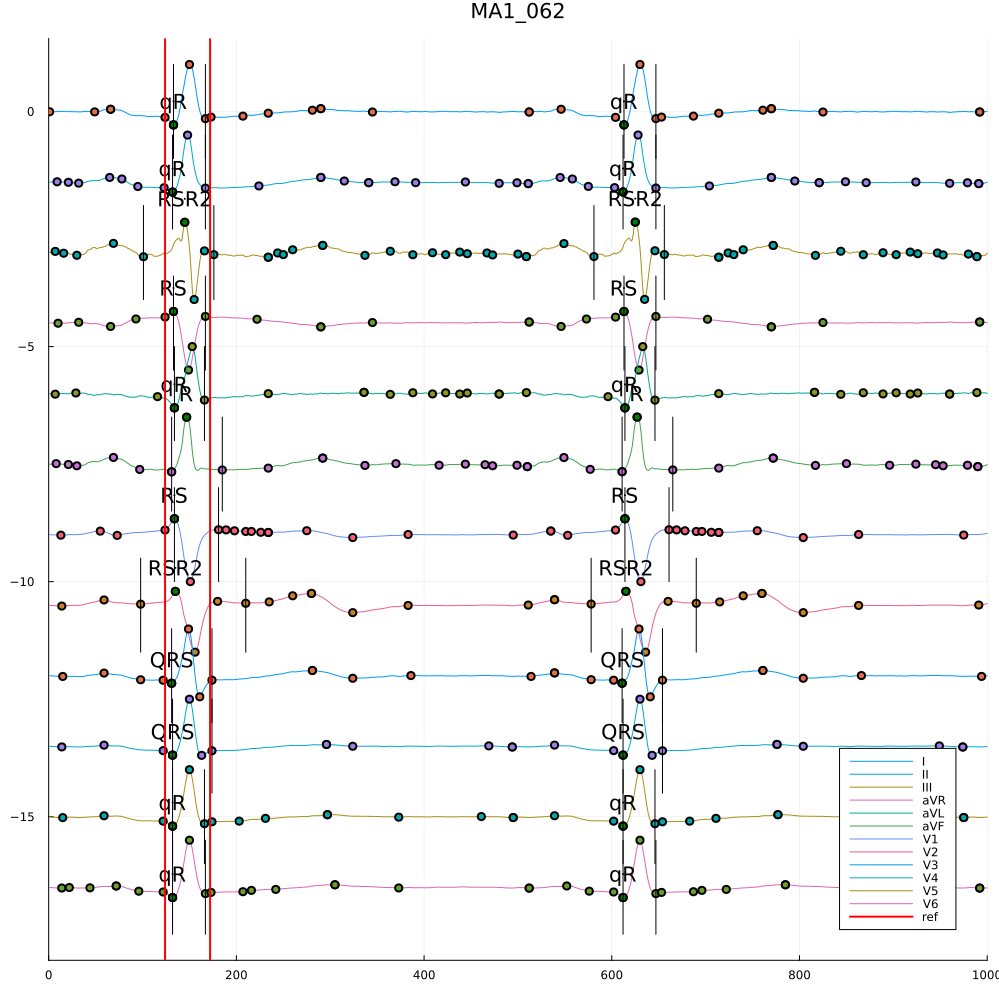 MA1_062
0
qR
qR
qR
qR
RSR2
RSR2
RS
RS
−5
qR
R
qR
R
RS
RS
−10
RSR2
RSR2
QRS
QRS
QRS
QRS
−15
qR
qR
qR
qR
I
II
III
aVR
aVL
aVF
V1
V2
V3
V4
V5
V6
ref
0 200 400 600 800 1000